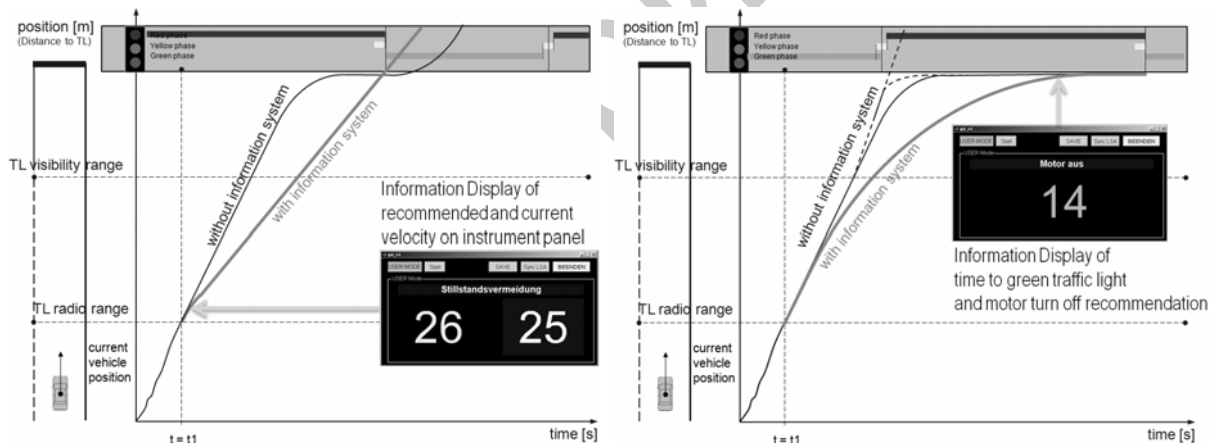 position [m]
(Distance to TL)
Red phase
Yellow phase
Green phase
TL visibility range
without information system
with information system
Information Display of
recommended and current
velocity on instrument panel
USER MODE Start SAVE Sync LSA BEENDEN
USER Mode
Stillstandsvermeidung
26 25
TL radio range
current
vehicle
position
t = t1
time [s]
position [m]
(Distance to TL)
Red phase
Yellow phase
Green phase
TL visibility range
without information system
with information system
USER MODE Start SAVE Sync LSA BEENDEN
USER Mode
Motor aus
14
Information Display of
time to green traffic light
and motor turn off recommendation
TL radio range
current
vehicle
position
t = t1
time [s]